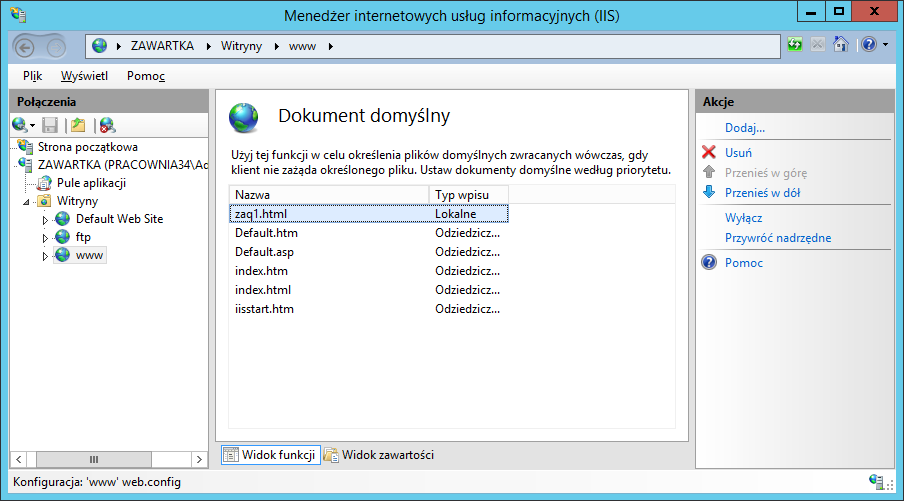 Menedżer internetowych usług informacyjnych (IIS)
ZAWARTKA Witryny www
Plik Wyświetl Pomoc
Połączenia
Strona początkowa
ZAWARTKA (PRACOWNIA34\Ac
Pule aplikacji
Witryny
Default Web Site
ftp
www
Dokument domyślny
Użyj tej funkcji w celu określenia plików domyślnych zwracanych wówczas, gdy
klient nie zażąda określonego pliku. Ustaw dokumenty domyślne według priorytetu.
Nazwa Typ wpisu
zaq1.html Lokalne
Default.htm Odziedzicz...
Default.asp Odziedzicz...
index.htm Odziedzicz...
index.html Odziedzicz...
iisstart.htm Odziedzicz...
Widok funkcji Widok zawartości
Akcje
Dodaj...
Usuń
Przenieś w górę
Przenieś w dół
Wyłącz
Przywróć nadrzędne
Pomoc
Konfiguracja: 'www' web.config